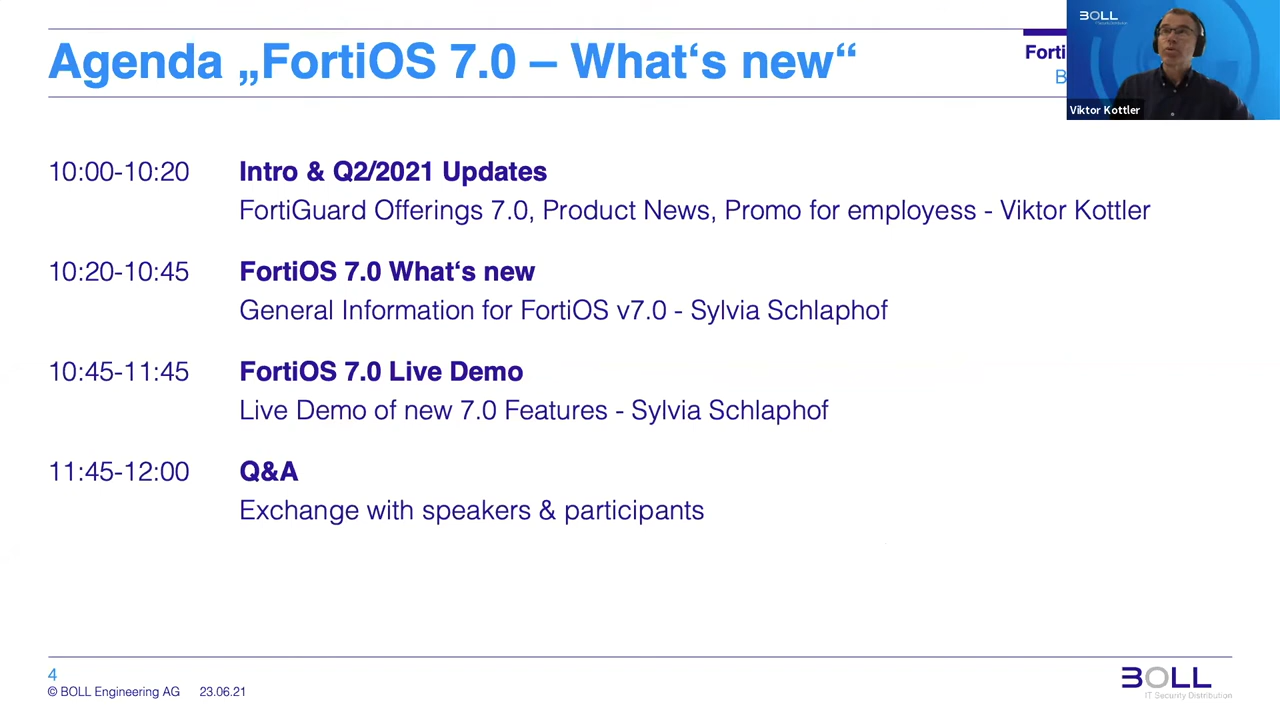 Agenda „FortiOS 7.0 – What‘s new“
Forti
B
BOLL
Viktor Kottler
10:00-10:20 Intro & Q2/2021 Updates
FortiGuard Offerings 7.0, Product News, Promo for employess - Viktor Kottler
10:20-10:45 FortiOS 7.0 What‘s new
General Information for FortiOS v7.0 - Sylvia Schlaphof
10:45-11:45 FortiOS 7.0 Live Demo
Live Demo of new 7.0 Features - Sylvia Schlaphof
11:45-12:00 Q&A
Exchange with speakers & participants
4
© BOLL Engineering AG 23.06.21
BOLL
IT Security Distribution